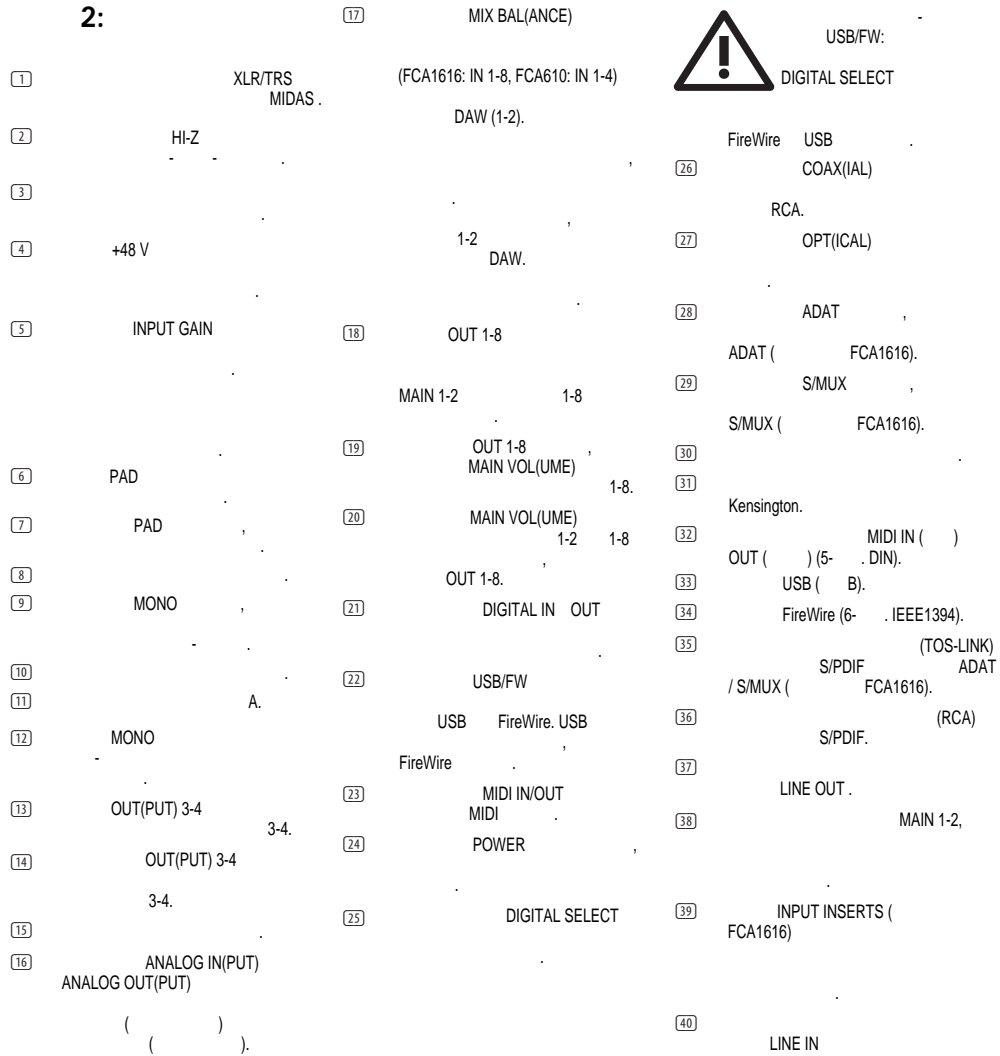 2:
1 XLR/TRS
MIDAS .
2 HI-Z
- - .
3
.
4 +48 V
.
5 INPUT GAIN
.
.
6 PAD
.
7 PAD ,
.
8 .
9 MONO ,
- .
10 .
11 A.
12 MONO
-
.
13 OUT(PUT) 3-4
3-4.
14 OUT(PUT) 3-4
3-4.
15 .
16 ANALOG IN(PUT)
ANALOG OUT(PUT)
( )
( ).
17 MIX BAL(ANCE)
(FCA1616: IN 1-8, FCA610: IN 1-4)
DAW (1-2).
,
.
,
1-2
DAW.
.
18 OUT 1-8
MAIN 1-2 1-8
.
19 OUT 1-8 ,
MAIN VOL(UME)
1-8.
20 MAIN VOL(UME)
1-2 1-8
,
OUT 1-8.
21 DIGITAL IN OUT
.
22 USB/FW
USB FireWire. USB
,
FireWire .
23 MIDI IN/OUT
MIDI .
24 POWER ,
.
25 DIGITAL SELECT
.
-
USB/FW:
DIGITAL SELECT
FireWire USB .
26 COAX(IAL)
RCA.
27 OPT(ICAL)
.
28 ADAT ,
ADAT ( FCA1616).
29 S/MUX ,
S/MUX ( FCA1616).
30 .
31
Kensington.
32 MIDI IN ( )
OUT ( ) (5- . DIN).
33 USB ( B).
34 FireWire (6- . IEEE1394).
35 (TOS-LINK)
S/PDIF ADAT
/ S/MUX ( FCA1616).
36 (RCA)
S/PDIF.
37
LINE OUT .
38 MAIN 1-2,
.
39 INPUT INSERTS (
FCA1616)
.
40
LINE IN